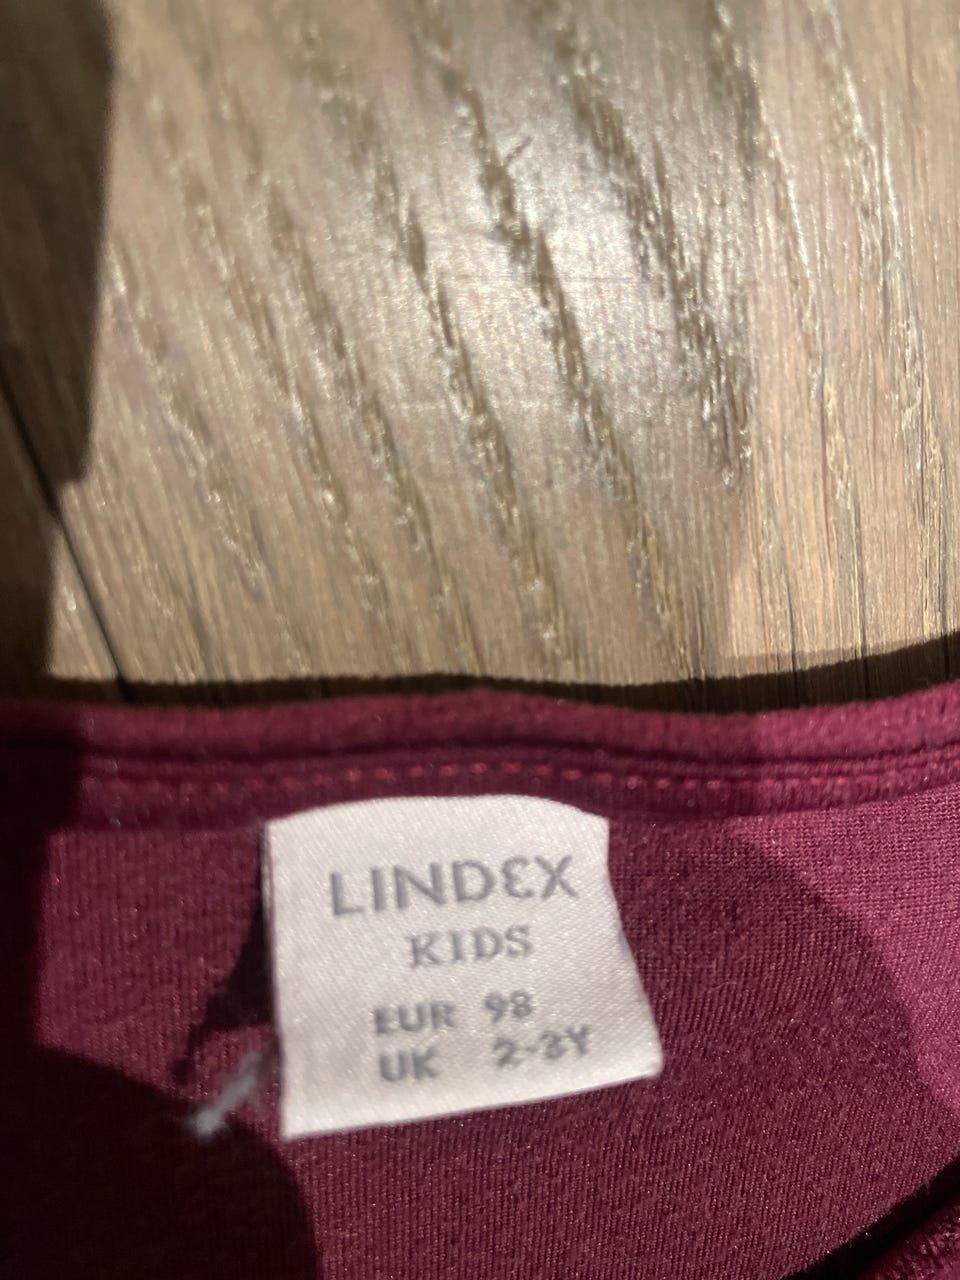 LINDEX
KIDS
EUR 98
UK 2-3Y